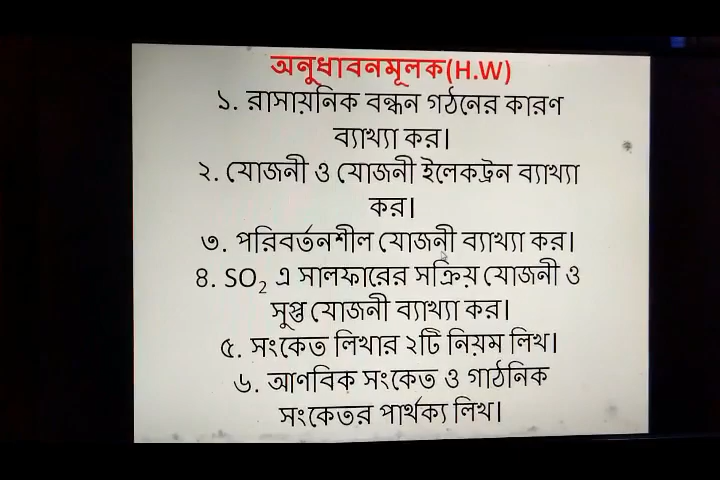 অনুধাবনমূলক(H.W)
১. রাসায়নিক বন্ধন গঠনের কারণ
ব্যাখ্যা কর।
২. যোজনী ও যোজনী ইলেকট্রন ব্যাখ্যা
কর।
৩. পরিবর্তনশীল যোজনী ব্যাখ্যা কর।
৪. SO₂ এ সালফারের সক্রিয় যোজনী ও
সুপ্ত যোজনী ব্যাখ্যা কর।
৫. সংকেত লিখার ২টি নিয়ম লিখ।
৬. আণবিক সংকেত ও গাঠনিক
সংকেতর পার্থক্য লিখ।